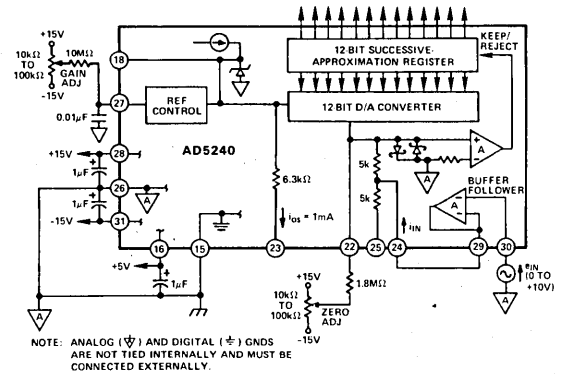 +15V
10kΩ
TO
100kΩ
-15V
10MΩ
GAIN
ADJ
0.01μF
18
27
REF
CONTROL
12-BIT SUCCESSIVE-
APPROXIMATION REGISTER
KEEP/
REJECT
12 BIT D/A CONVERTER
AD5240
+15V
28
1μF
26
A
1μF
-15V
31
6.3kΩ
ios = 1mA
5k
5k
iIN
+
-
A
A
BUFFER
FOLLOWER
A
-
-
16
15
23
22
25
24
29
30
+5V
1μF
A
+15V
10kΩ
TO
100kΩ
-15V
1.8MΩ
ZERO
ADJ
eIN
(0 TO
+10V)
A
NOTE: ANALOG (A) AND DIGITAL (⏚) GNDS
ARE NOT TIED INTERNALLY AND MUST BE
CONNECTED EXTERNALLY.